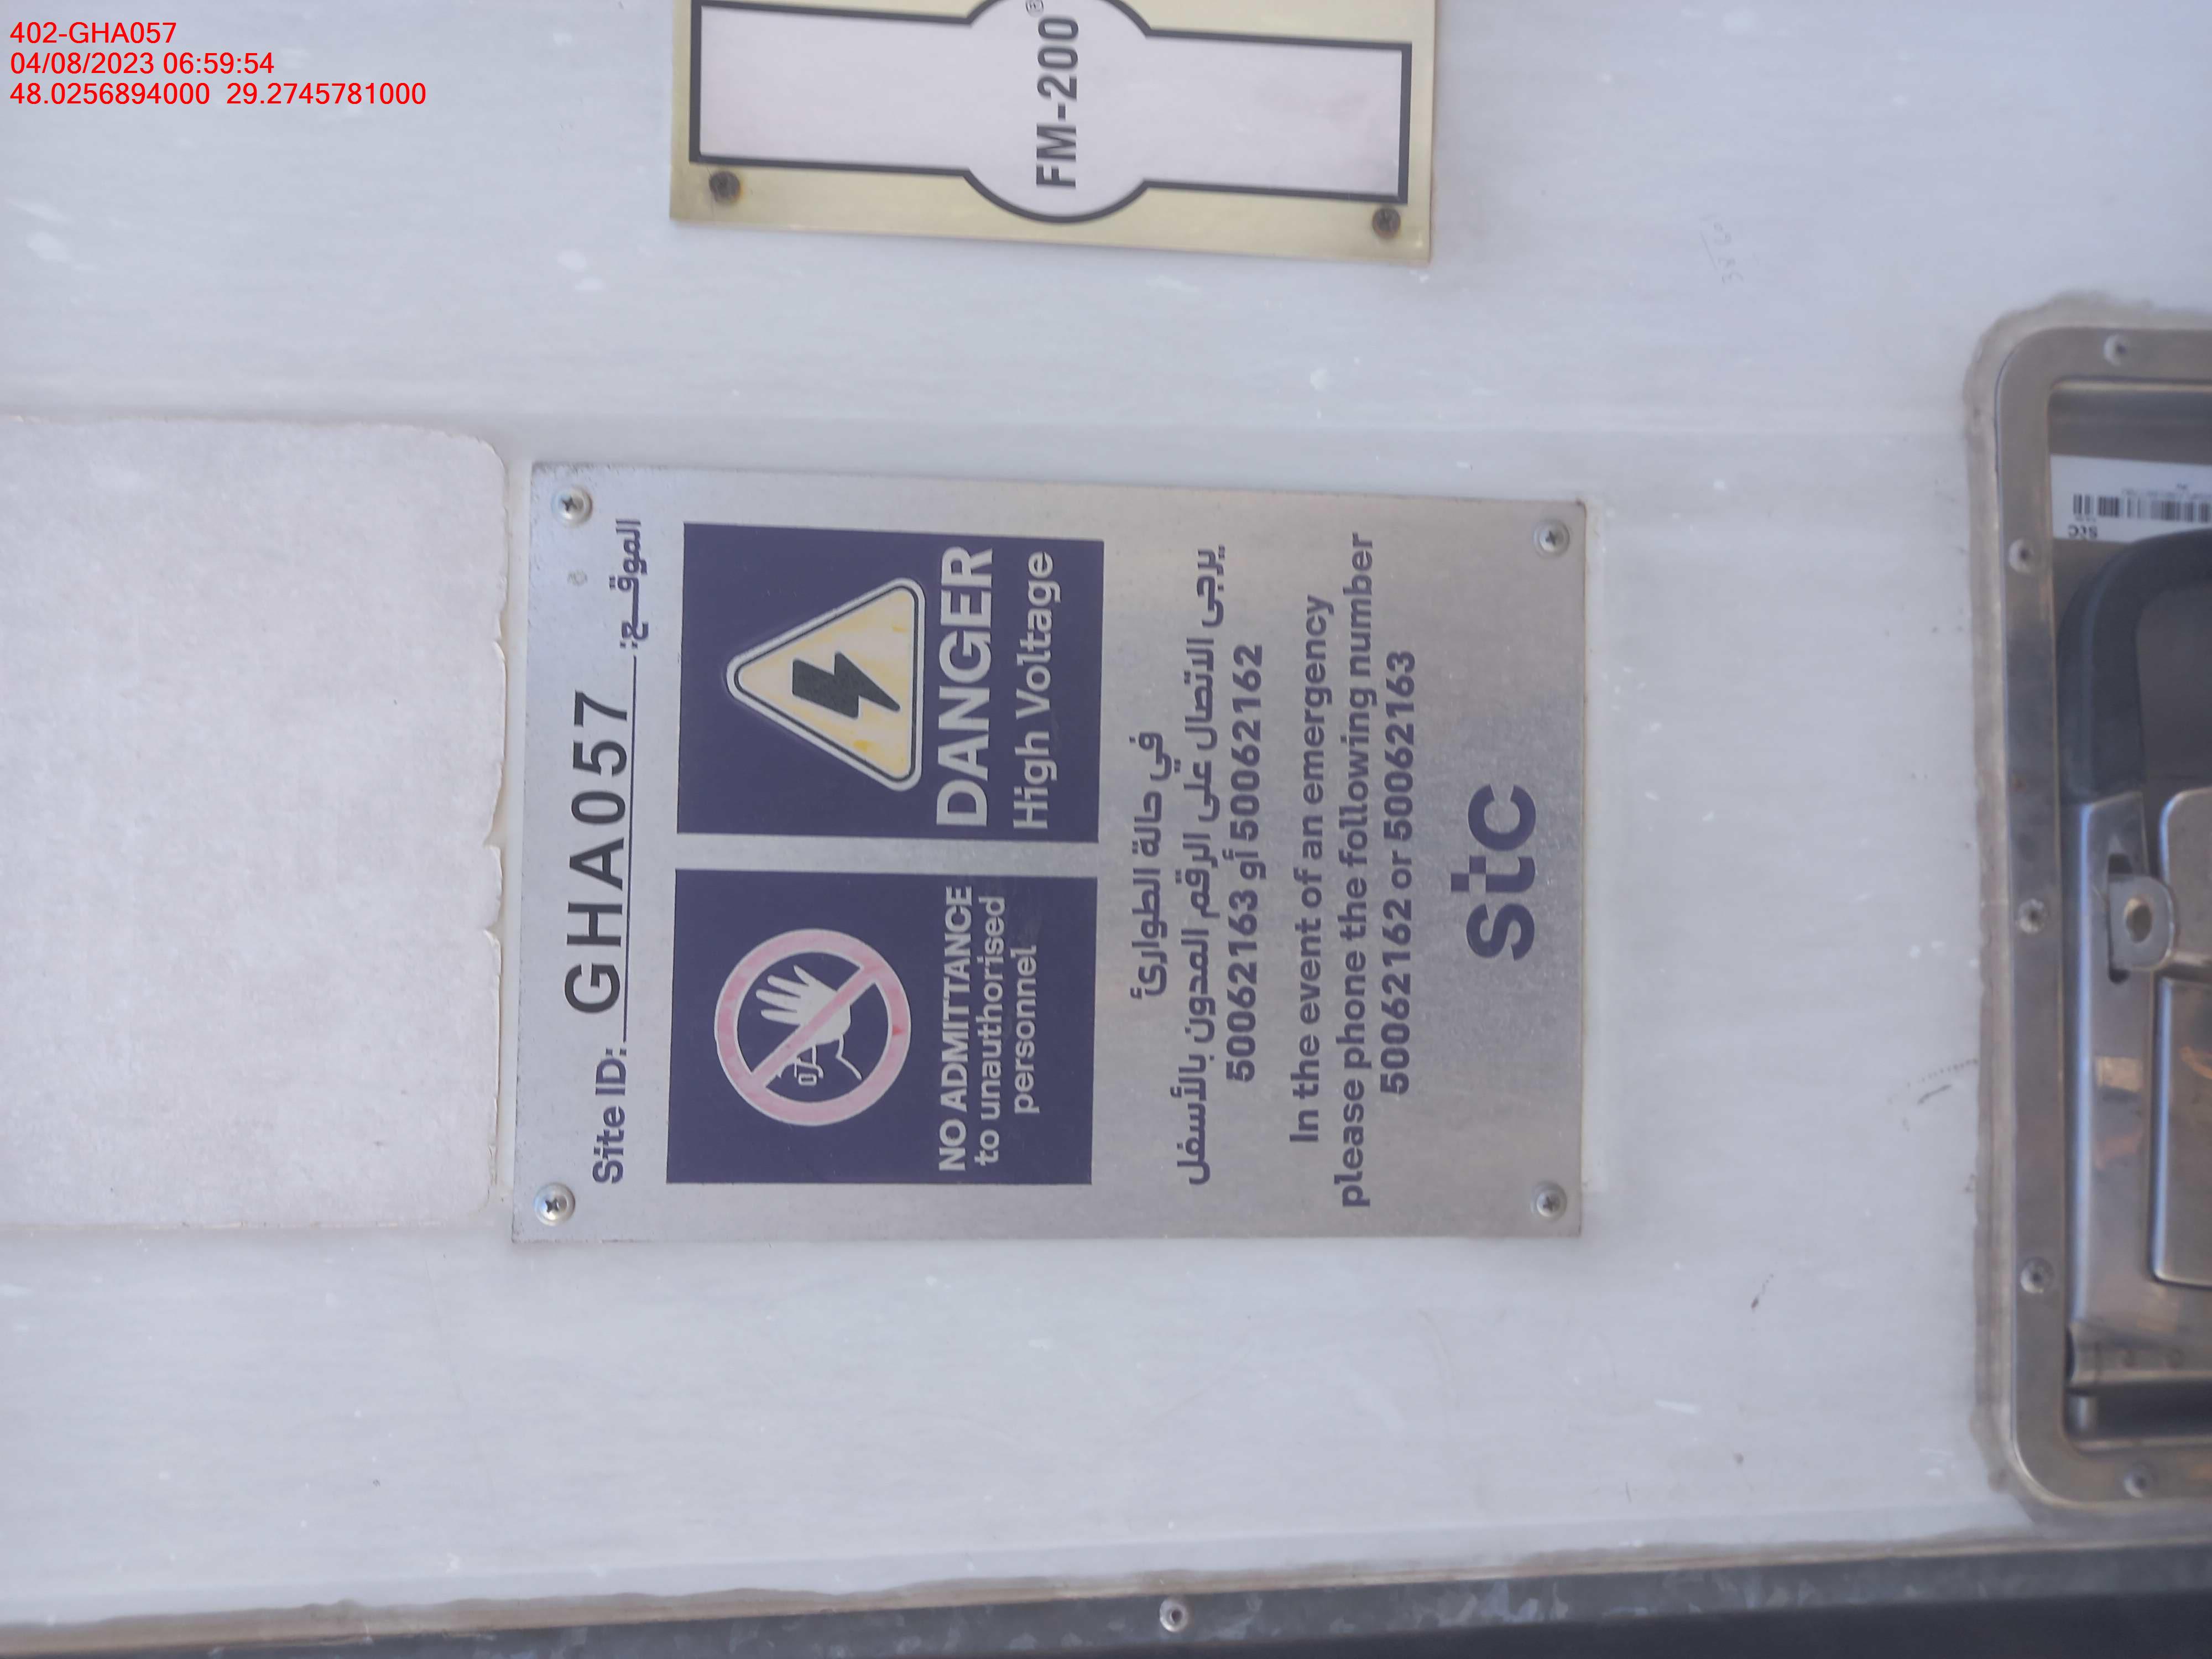 402-GHA057
04/08/2023 06:59:54
48.0256894000 29.2745781000
FM-200®
Site ID: GHA057 الموقع:
NO ADMITTANCE
to unauthorised
personnel
DANGER
High Voltage
في حالة الطوارئ
يرجى الاتصال على الرقم المدون بالأسفل
50062163 أو 50062162
In the event of an emergency
please phone the following number
50062162 or 50062163
stc
stc